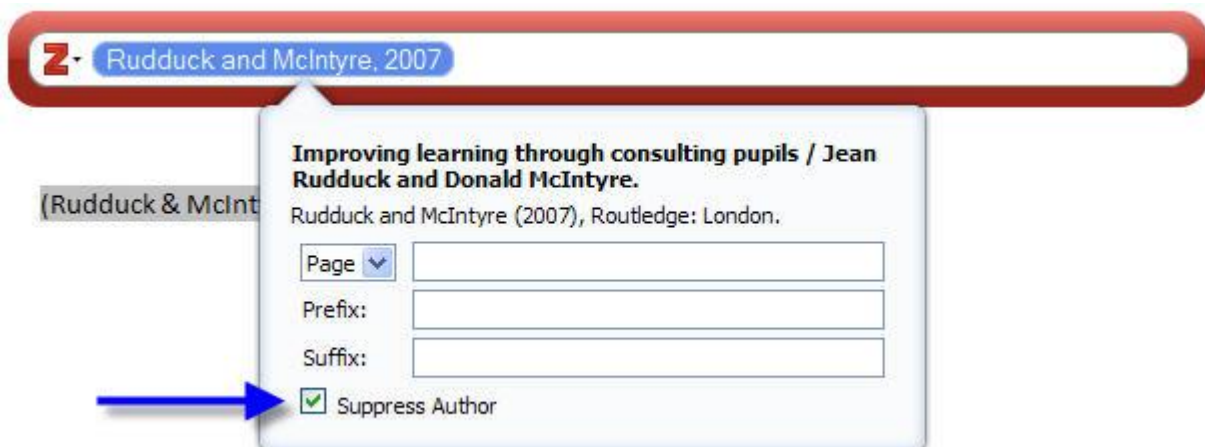 Z Rudduck and McIntyre, 2007
Improving learning through consulting pupils / Jean
Rudduck and Donald McIntyre.
(Rudduck & McInt
Rudduck and McIntyre (2007), Routledge: London.
Page
Prefix:
Suffix:
Suppress Author